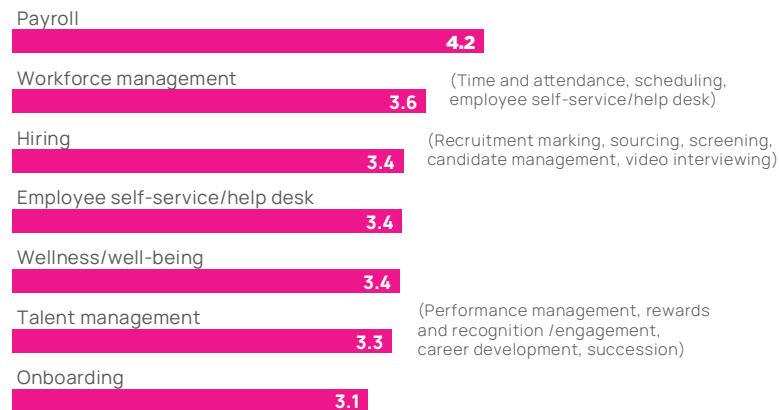 Payroll
4.2
Workforce management
3.6
(Time and attendance, scheduling,
employee self-service/help desk)
Hiring
3.4
(Recruitment marking, sourcing, screening,
candidate management, video interviewing)
Employee self-service/help desk
3.4
Wellness/well-being
3.4
Talent management
3.3
(Performance management, rewards
and recognition /engagement,
career development, succession)
Onboarding
3.1